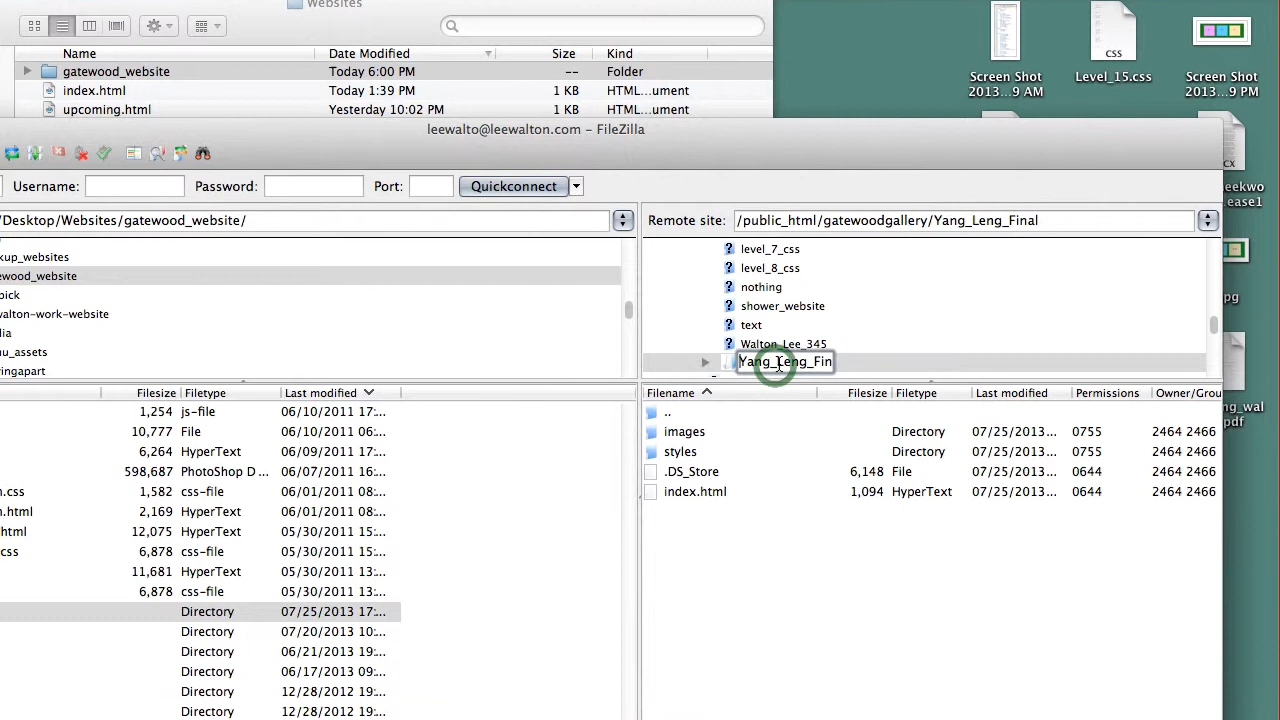 Websites
Name Date Modified Size Kind
gatewood_website Today 6:00 PM -- Folder
index.html Today 1:39 PM 1 KB HTML...ument
upcoming.html Yesterday 10:02 PM 1 KB HTML...ument
Screen Shot
2013...9 AM
CSS
Level_15.css
Screen Shot
2013...9 PM
leewalto@leewalton.com – FileZilla
Username: Password: Port: Quickconnect
/Desktop/Websites/gatewood_website/
Remote site: /public_html/gatewoodgallery/Yang_Leng_Final
kup_websites
ewood_website
pick
valton-work-website
lia
uu_assets
ringapart
level_7_css
level_8_css
nothing
shower_website
text
Walton_Lee_345
Yang_Leng_Fin
Filesize Filetype Last modified
1,254 js-file 06/10/2011 17:...
10,777 File 06/10/2011 06:...
6,264 HyperText 06/09/2011 17:...
598,687 PhotoShop D ... 06/07/2011 16:...
n.css 1,582 css-file 06/01/2011 08:...
n.html 2,169 HyperText 06/01/2011 08:...
html 12,075 HyperText 05/30/2011 15:...
css 6,878 css-file 05/30/2011 15:...
11,681 HyperText 05/30/2011 13:...
6,878 css-file 05/30/2011 13:...
Directory 07/25/2013 17:...
Directory 07/20/2013 10:...
Directory 06/21/2013 19:...
Directory 06/17/2013 09:...
Directory 12/28/2012 19:...
Directory 12/28/2012 19:...
Filename Filesize Filetype Last modified Permissions Owner/Grou
..
images Directory 07/25/2013... 0755 2464 2466
styles Directory 07/25/2013... 0755 2464 2466
.DS_Store 6,148 File 07/25/2013... 0644 2464 2466
index.html 1,094 HyperText 07/25/2013... 0644 2464 2466
CX
eekwo
ease1
pg
ng_wal
pdf